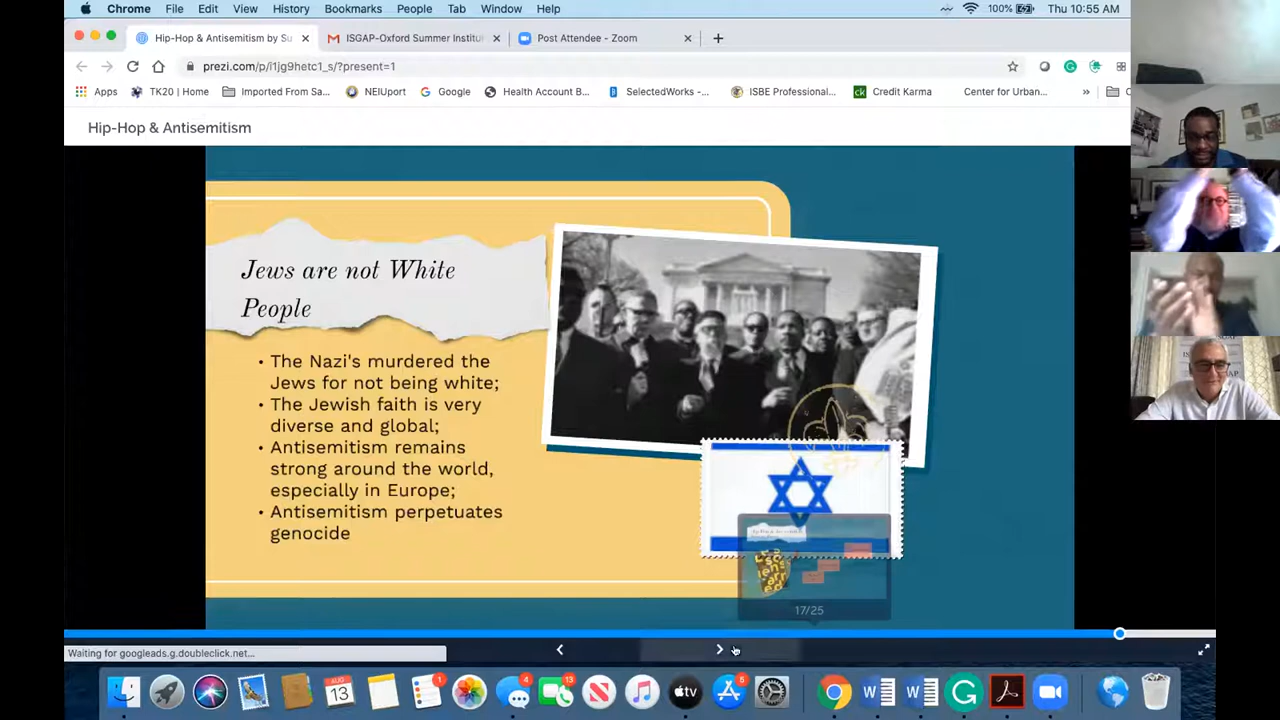 Chrome File Edit View History Bookmarks People Tab Window Help 100% Thu 10:55 AM
Hip-Hop & Antisemitism by Su ISGAP-Oxford Summer Institu Post Attendee - Zoom
prezi.com/p/i1jg9hetc1_s/?present=1
Apps TK20 | Home Imported From Sa... NEIUport Google Health Account B... SelectedWorks -... ISBE Professional... Credit Karma Center for Urban... »
Hip-Hop & Antisemitism
Jews are not White
People
• The Nazi's murdered the
Jews for not being white;
• The Jewish faith is very
diverse and global;
• Antisemitism remains
strong around the world,
especially in Europe;
• Antisemitism perpetuates
genocide
17/25
Waiting for googleads.g.doubleclick.net...
AUG
13
1
4
13
5